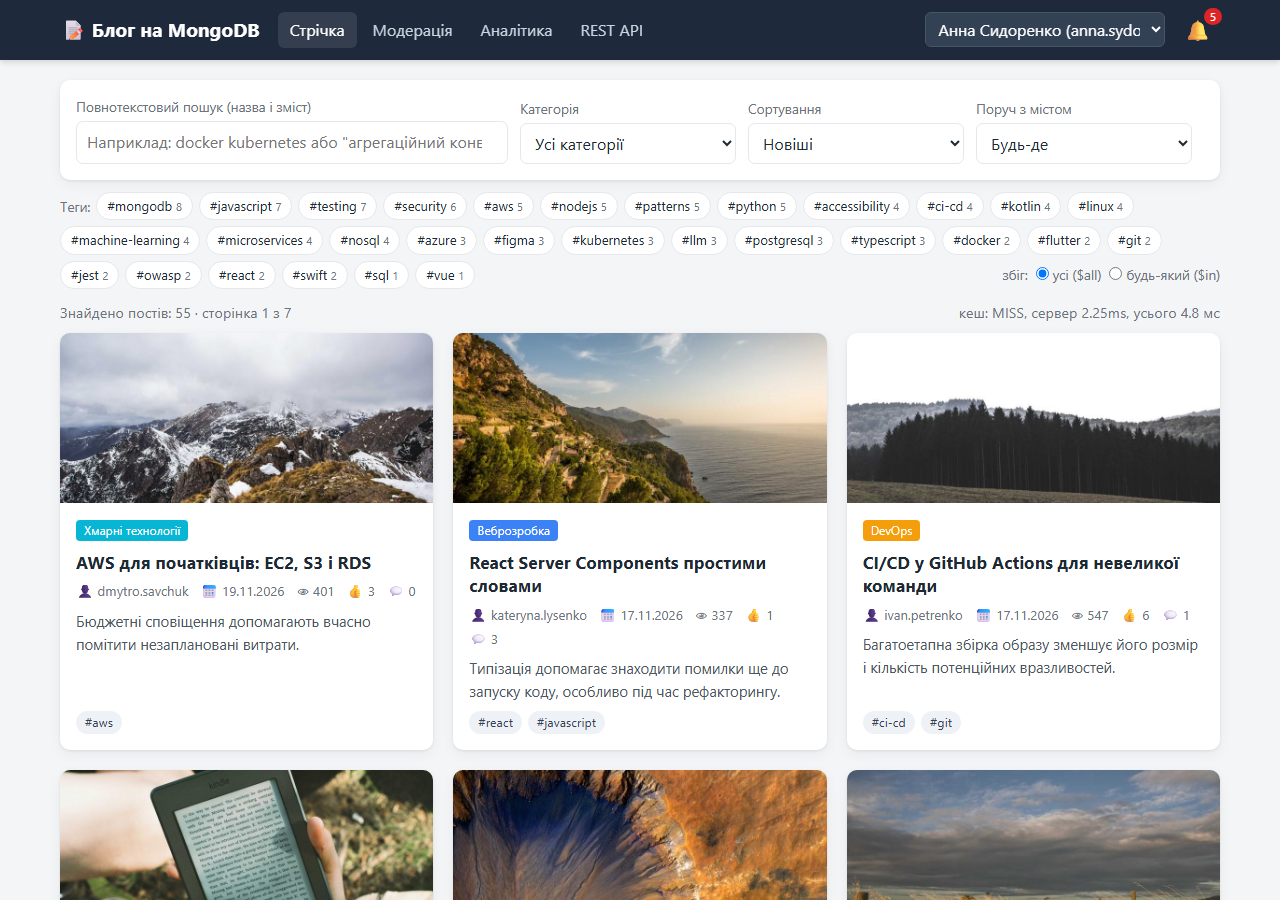 Блог на MongoDB Стрічка Модерація Аналітика REST API Анна Сидоренко (anna.sydo 5
Повнотекстовий пошук (назва і зміст) Категорія Сортування Поруч з містом
Наприклад: docker kubernetes або "агрегаційний коне Усі категорії Новіші Будь-де
Теги: #mongodb 8 #javascript 7 #testing 7 #security 6 #aws 5 #nodejs 5 #patterns 5 #python 5 #accessibility 4 #ci-cd 4 #kotlin 4 #linux 4
#machine-learning 4 #microservices 4 #nosql 4 #azure 3 #figma 3 #kubernetes 3 #llm 3 #postgresql 3 #typescript 3 #docker 2 #flutter 2 #git 2
#jest 2 #owasp 2 #react 2 #swift 2 #sql 1 #vue 1 збіг: усі ($all) будь-який ($in)
Знайдено постів: 55 · сторінка 1 з 7 кеш: MISS, сервер 2.25ms, усього 4.8 мс
Хмарні технології
AWS для початківців: EC2, S3 і RDS
dmytro.savchuk 19.11.2026 401 3 0
Бюджетні сповіщення допомагають вчасно
помітити незаплановані витрати.
#aws
Веброзробка
React Server Components простими
словами
kateryna.lysenko 17.11.2026 337 1
3
Типізація допомагає знаходити помилки ще до
запуску коду, особливо під час рефакторингу.
#react #javascript
DevOps
CI/CD у GitHub Actions для невеликої
команди
ivan.petrenko 17.11.2026 547 6 1
Багатоетапна збірка образу зменшує його розмір
і кількість потенційних вразливостей.
#ci-cd #git
kindle